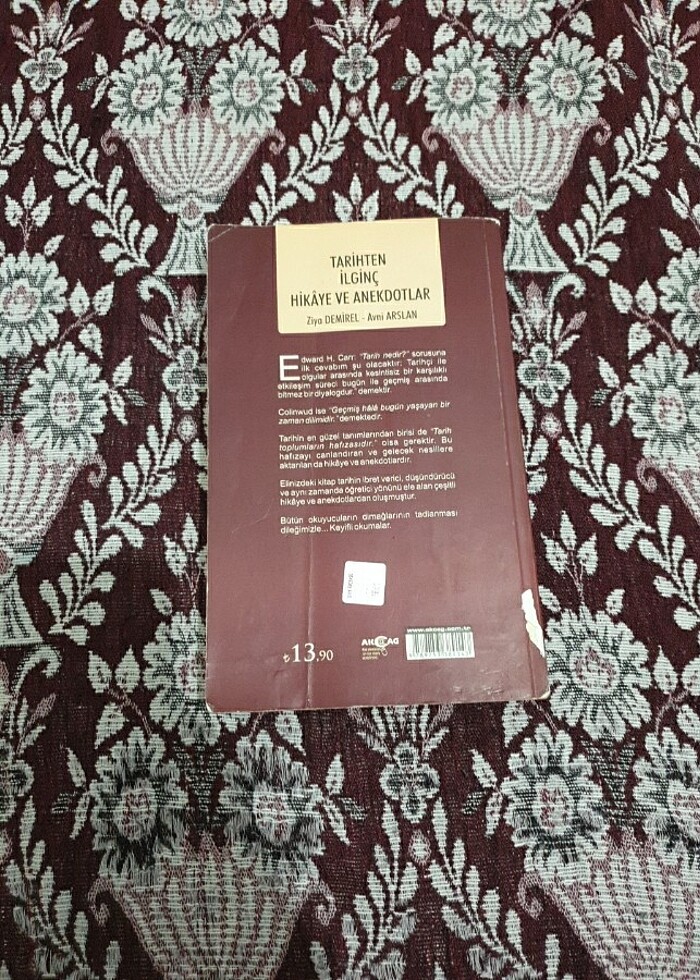 TARİHTEN
İLGİNÇ
HİKÂYE VE ANEKDOTLAR
Ziya DEMİREL - Avni ARSLAN
Edward H. Carr: "Tarih nedir?" sorusuna
ilk cevabım şu olacaktır: Tarihçi ile
olgular arasında kesintisiz bir karşılıklı
etkileşim süreci bugün ile geçmiş arasında
bitmez bir diyalogdur." demektir.
Colinwud ise "Geçmiş hâlâ bugün yaşayan bir
zaman dilimidir." demektedir.
Tarihin en güzel tanımlarından birisi de "Tarih
toplumların hafızasıdır." olsa gerektir. Bu
hafızayı canlandıran ve gelecek nesillere
aktarılan da hikâye ve anekdotlardır.
Elinizdeki kitap tarihin ibret verici, düşündürücü
ve aynı zamanda öğretici yönünü ele alan çeşitli
hikâye ve anekdotlardan oluşmuştur.
Bütün okuyucuların dimağlarının tadlanması
dileğimizle... Keyifli okumalar.
₺13.90
AKÇAG
www.akcag.com.tr